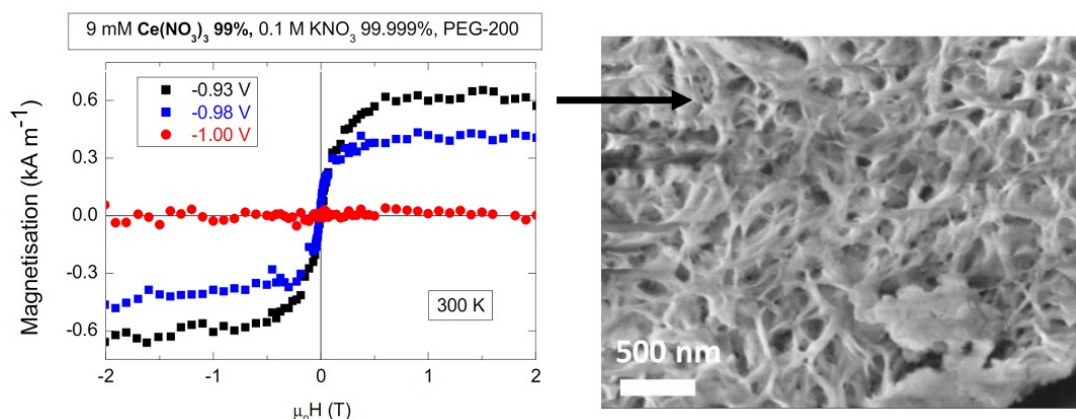 9 mM Ce(NO3)3 99%, 0.1 M KNO3 99.999%, PEG-200
-0.93 V
-0.98 V
-1.00 V
0.6
0.3
0.0
-0.3
-0.6
Magnetisation (kA m⁻¹)
300 K
-2 -1 0 1 2
μ₀H (T)
500 nm